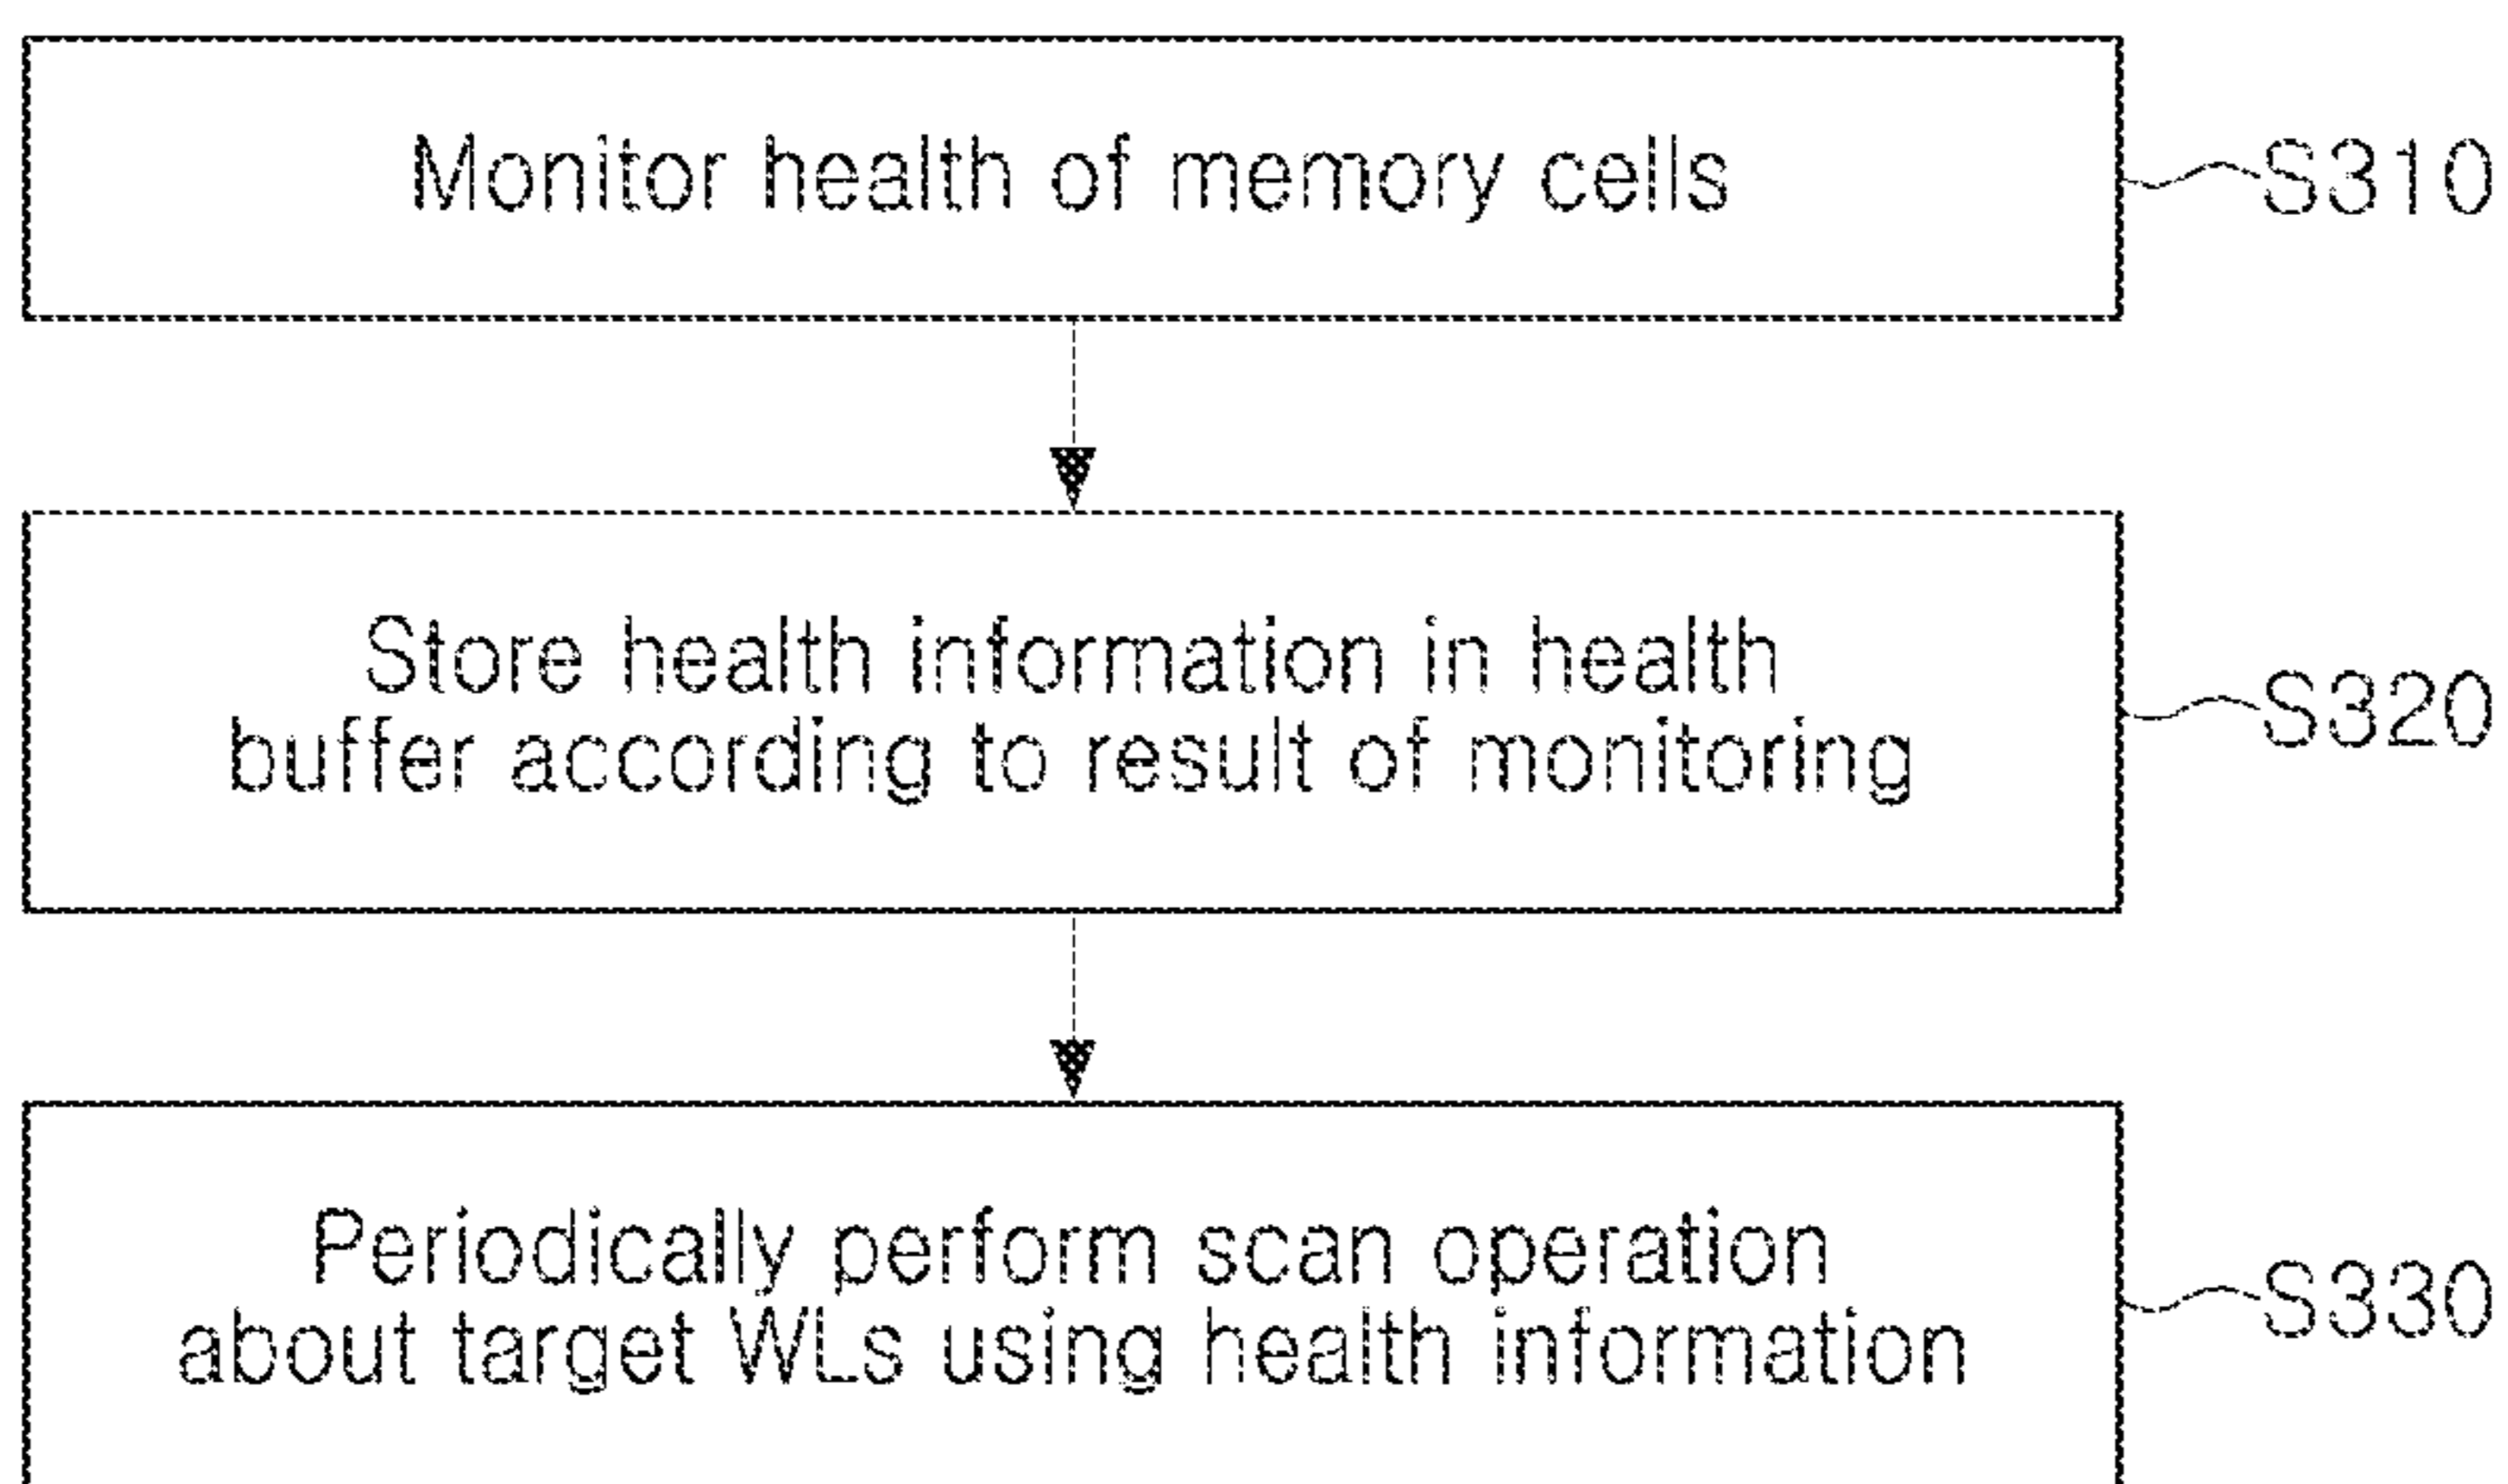 Monitor health of memory cells
S310
Store health information in health
buffer according to result of monitoring
S320
Periodically perform scan operation
about target WLs using health information
S330